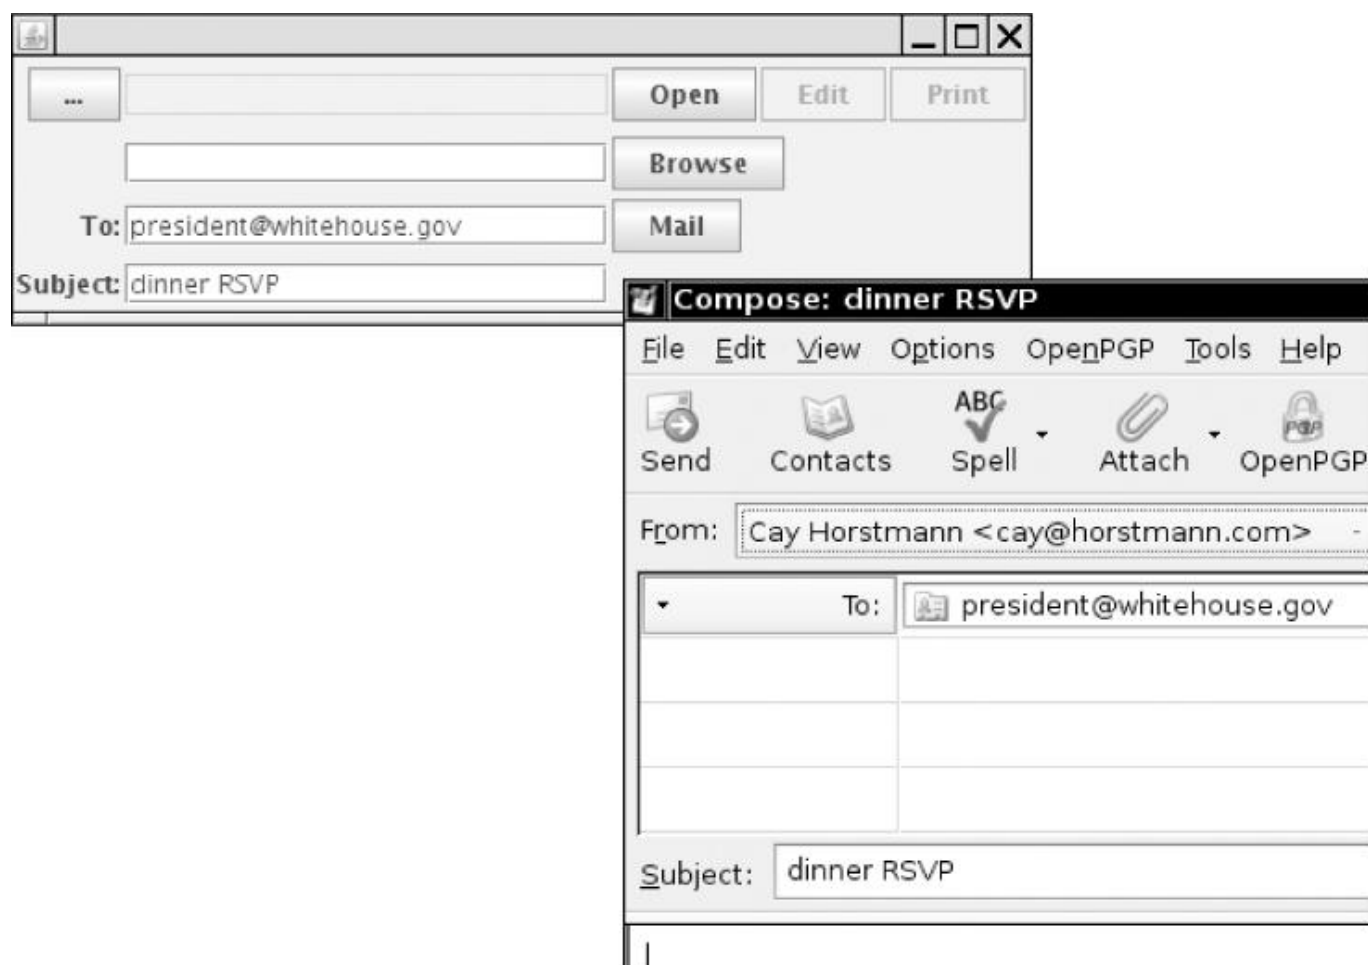 ... Open Edit Print
Browse
To: president@whitehouse.gov Mail
Subject: dinner RSVP
Compose: dinner RSVP
File Edit View Options OpenPGP Tools Help
ABC
PGP
Send Contacts Spell Attach OpenPGP
From: Cay Horstmann <cay@horstmann.com>
To: president@whitehouse.gov
Subject: dinner RSVP